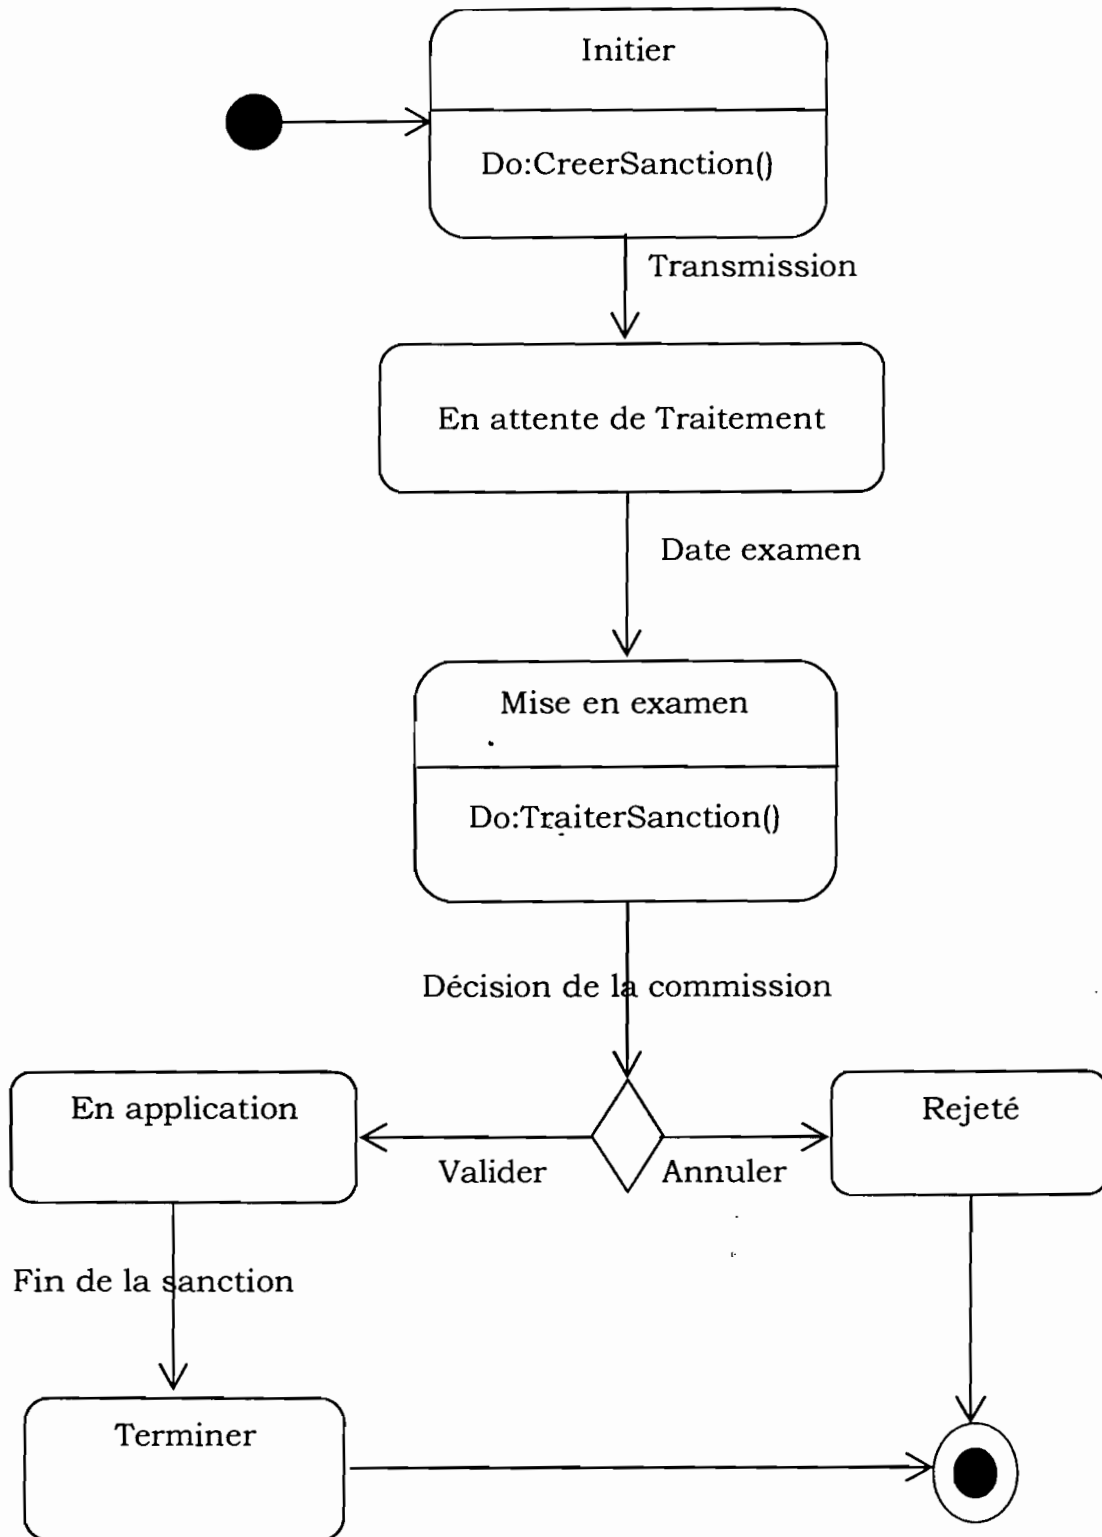 Initier
Do:CreerSanction()
Transmission
En attente de Traitement
Date examen
Mise en examen
Do:TraiterSanction()
Décision de la commission
En application
Rejeté
Valider
Annuler
Fin de la sanction
Terminer